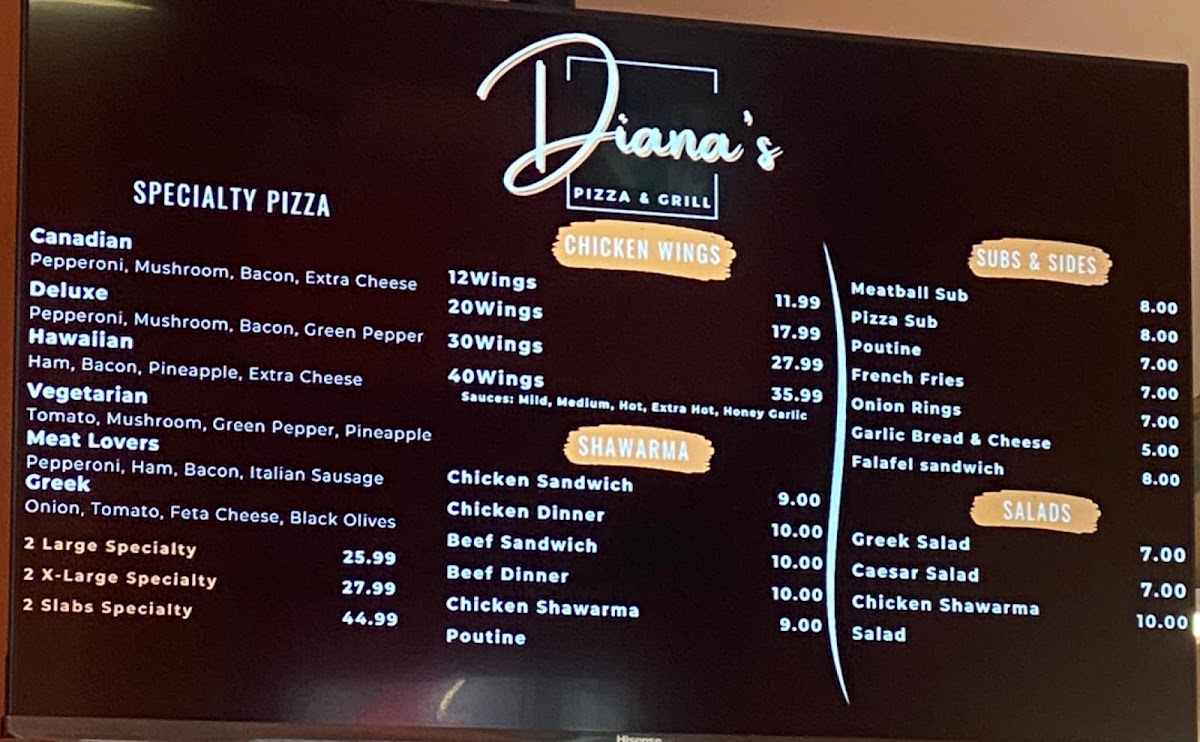 Diana's
PIZZA & GRILL
SPECIALTY PIZZA
Canadian
Pepperoni, Mushroom, Bacon, Extra Cheese
Deluxe
Pepperoni, Mushroom, Bacon, Green Pepper
Hawaiian
Ham, Bacon, Pineapple, Extra Cheese
Vegetarian
Tomato, Mushroom, Green Pepper, Pineapple
Meat Lovers
Pepperoni, Ham, Bacon, Italian Sausage
Greek
Onion, Tomato, Feta Cheese, Black Olives
2 Large Specialty 25.99
2 X-Large Specialty 27.99
2 Slabs Specialty 44.99
CHICKEN WINGS
12Wings 11.99
20Wings 17.99
30Wings 27.99
40Wings 35.99
Sauces: Mild, Medium, Hot, Extra Hot, Honey Garlic
SHAWARMA
Chicken Sandwich 9.00
Chicken Dinner 10.00
Beef Sandwich 10.00
Beef Dinner 10.00
Chicken Shawarma 9.00
Poutine
SUBS & SIDES
Meatball Sub 8.00
Pizza Sub 8.00
Poutine 7.00
French Fries 7.00
Onion Rings 7.00
Garlic Bread & Cheese 5.00
Falafel sandwich 8.00
SALADS
Greek Salad 7.00
Caesar Salad 7.00
Chicken Shawarma 10.00
Salad
Hisense